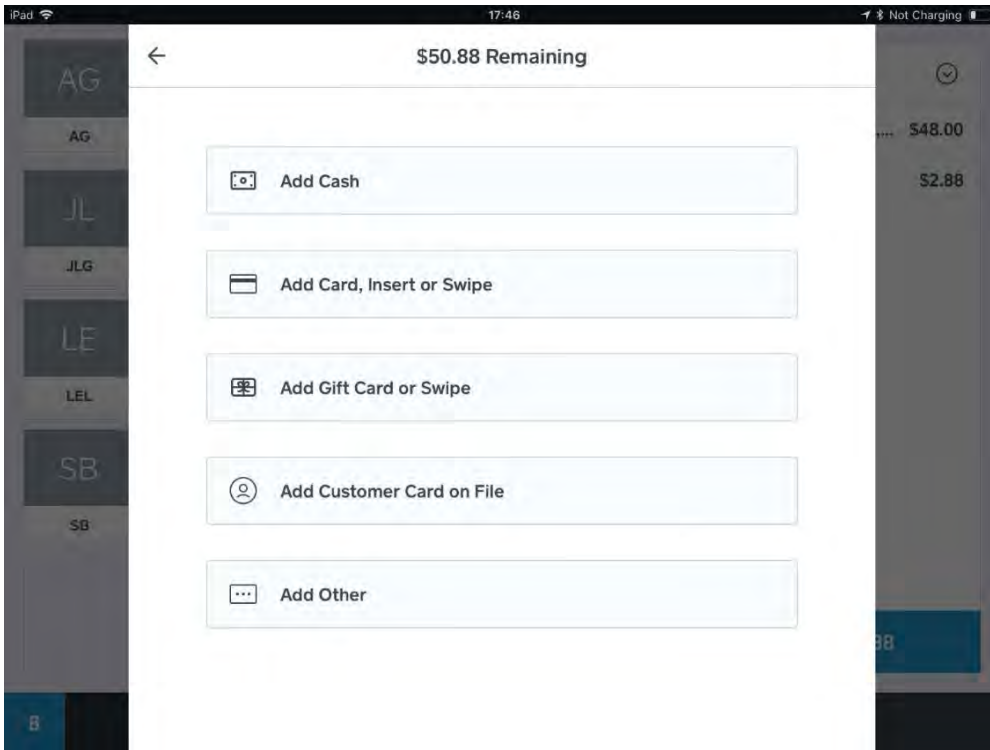 iPad 17:46 Not Charging
$50.88 Remaining
AG
AG
JL
JLG
LE
LEL
SB
SB
Add Cash
Add Card, Insert or Swipe
Add Gift Card or Swipe
Add Customer Card on File
Add Other
,... $48.00
$2.88
88